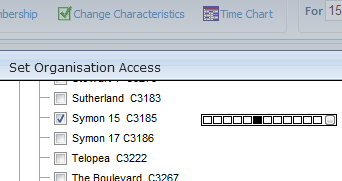 bership Change Characteristics Time Chart For 15
Set Organisation Access
Sutherland C3183
Symon 15 C3185
Symon 17 C3186
Telopea C3222
The Boulevard C3267